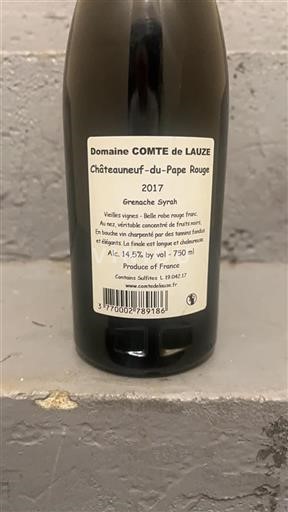 Domaine COMTE de LAUZE
Châteauneuf-du-Pape Rouge
2017
Grenache Syrah
Vieilles vignes - Belle robe rouge franc,
Au nez, véritable concentré de fruits noirs,
En bouche vin charpenté par des tannins fondus
et élégants. La finale est longue et chaleureuse.
Alc. 14,5% by vol - 750 ml
Produce of France
Contains Sulfites L 19.042.17
www.comtedelauze.fr
3 770002 789186